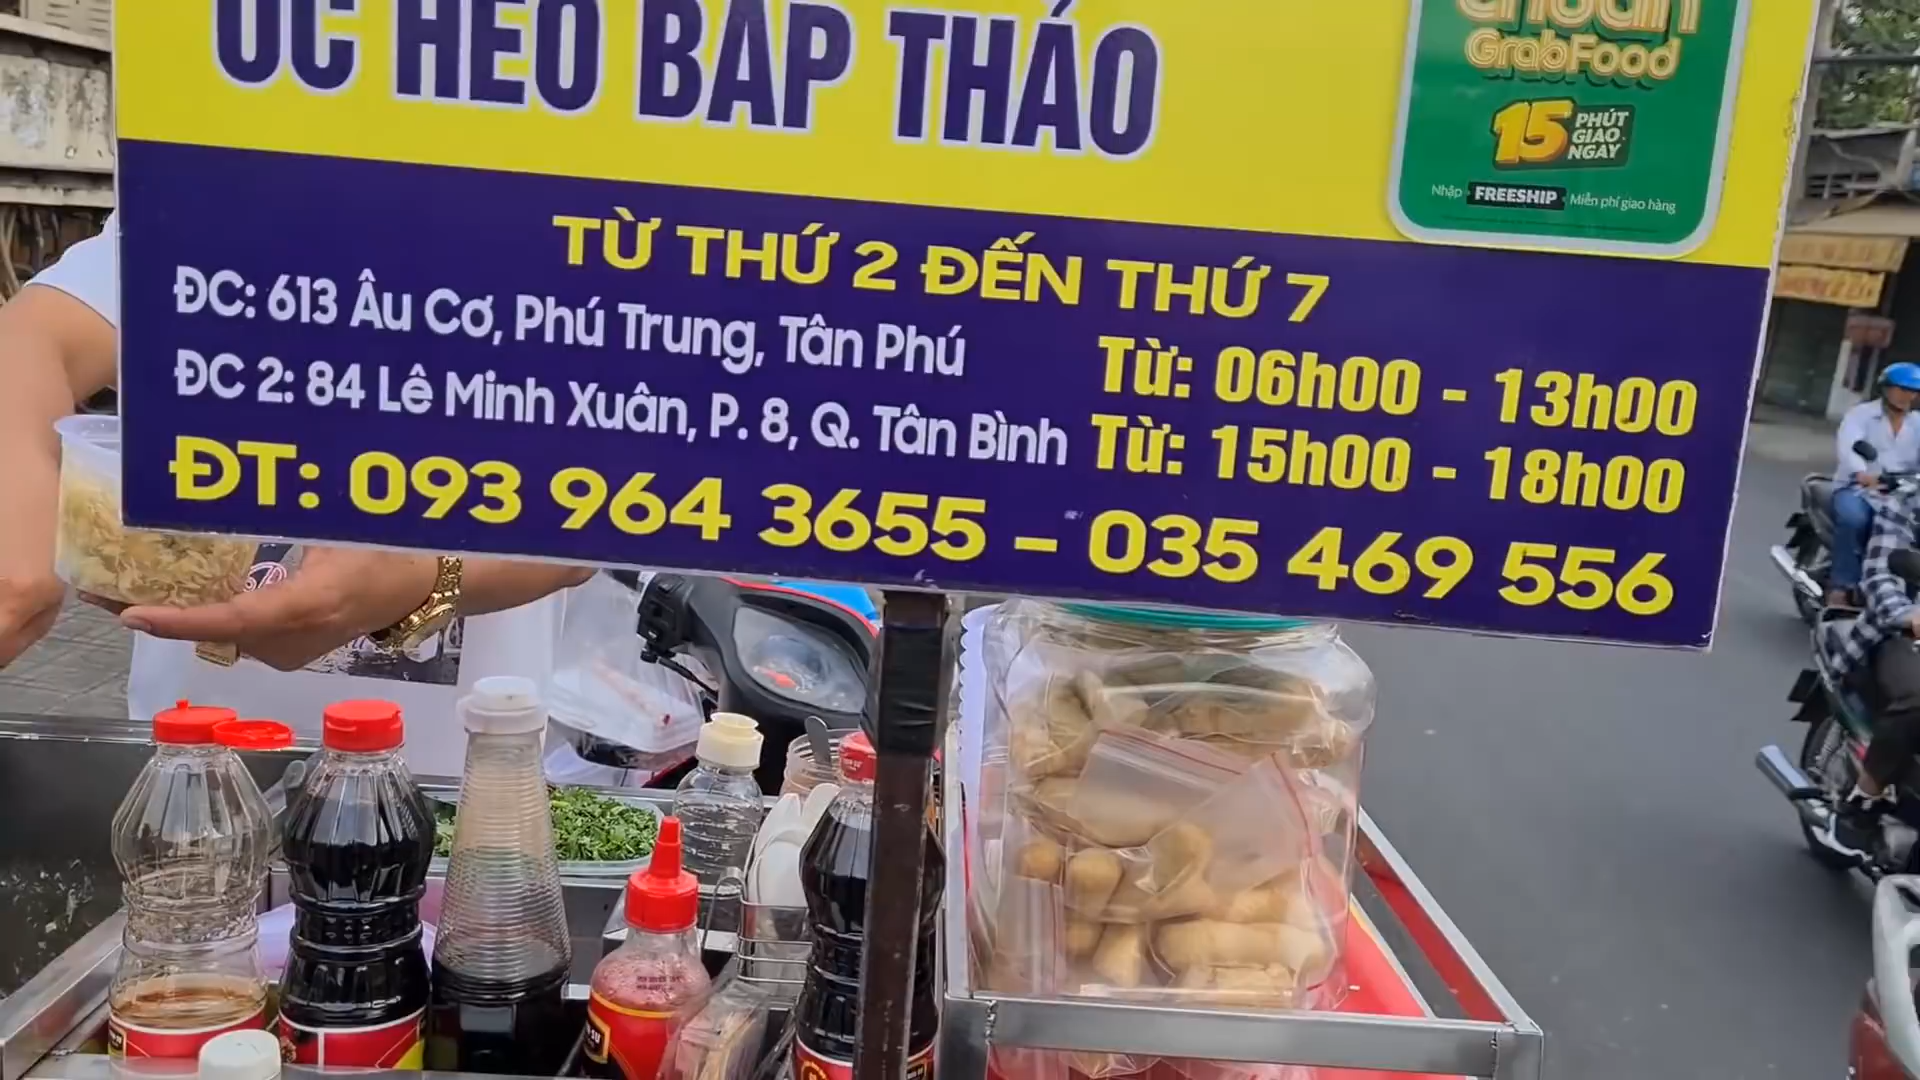 ÓC HEO BẮP THẢO
GrabFood
15 PHÚT
GIAO
NGAY
Nhập FREESHIP Miễn phí giao hàng
TỪ THỨ 2 ĐẾN THỨ 7
ĐC: 613 Âu Cơ, Phú Trung, Tân Phú
Từ: 06h00 - 13h00
ĐC 2: 84 Lê Minh Xuân, P. 8, Q. Tân Bình
Từ: 15h00 - 18h00
ĐT: 093 964 3655 - 035 469 556